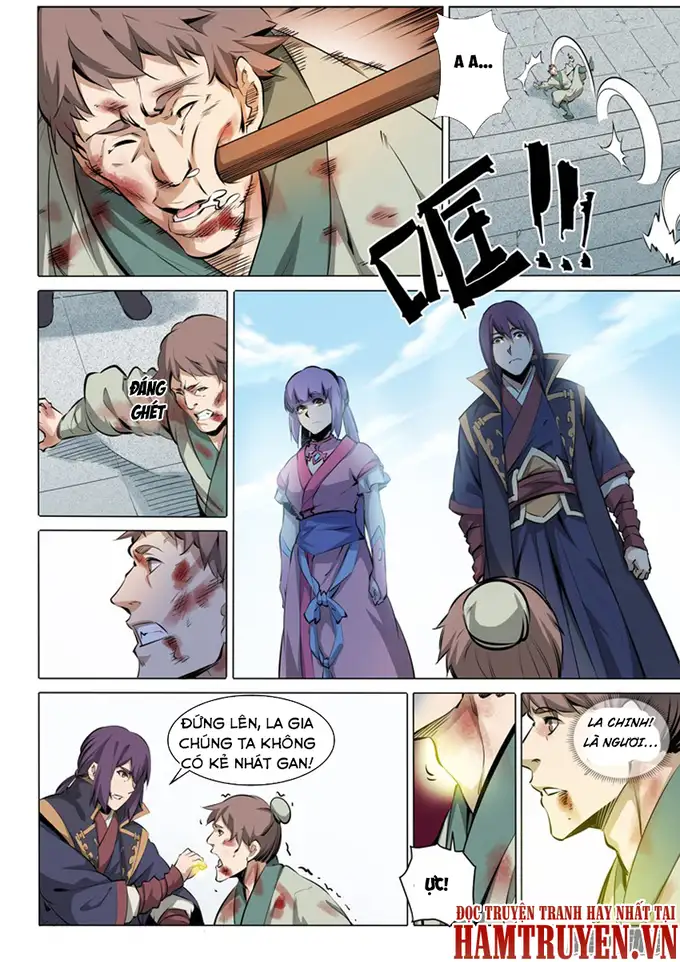 A A...
哐!!
ĐÁNG
GHÉT
ĐỨNG LÊN, LA GIA
CHÚNG TA KHÔNG
CÓ KẺ NHÁT GAN!
LA CHINH!
LÀ NGƯƠI...
ỰC!
ĐỌC TRUYỆN TRANH HAY NHẤT TẠI
HAMTRUYEN.VN